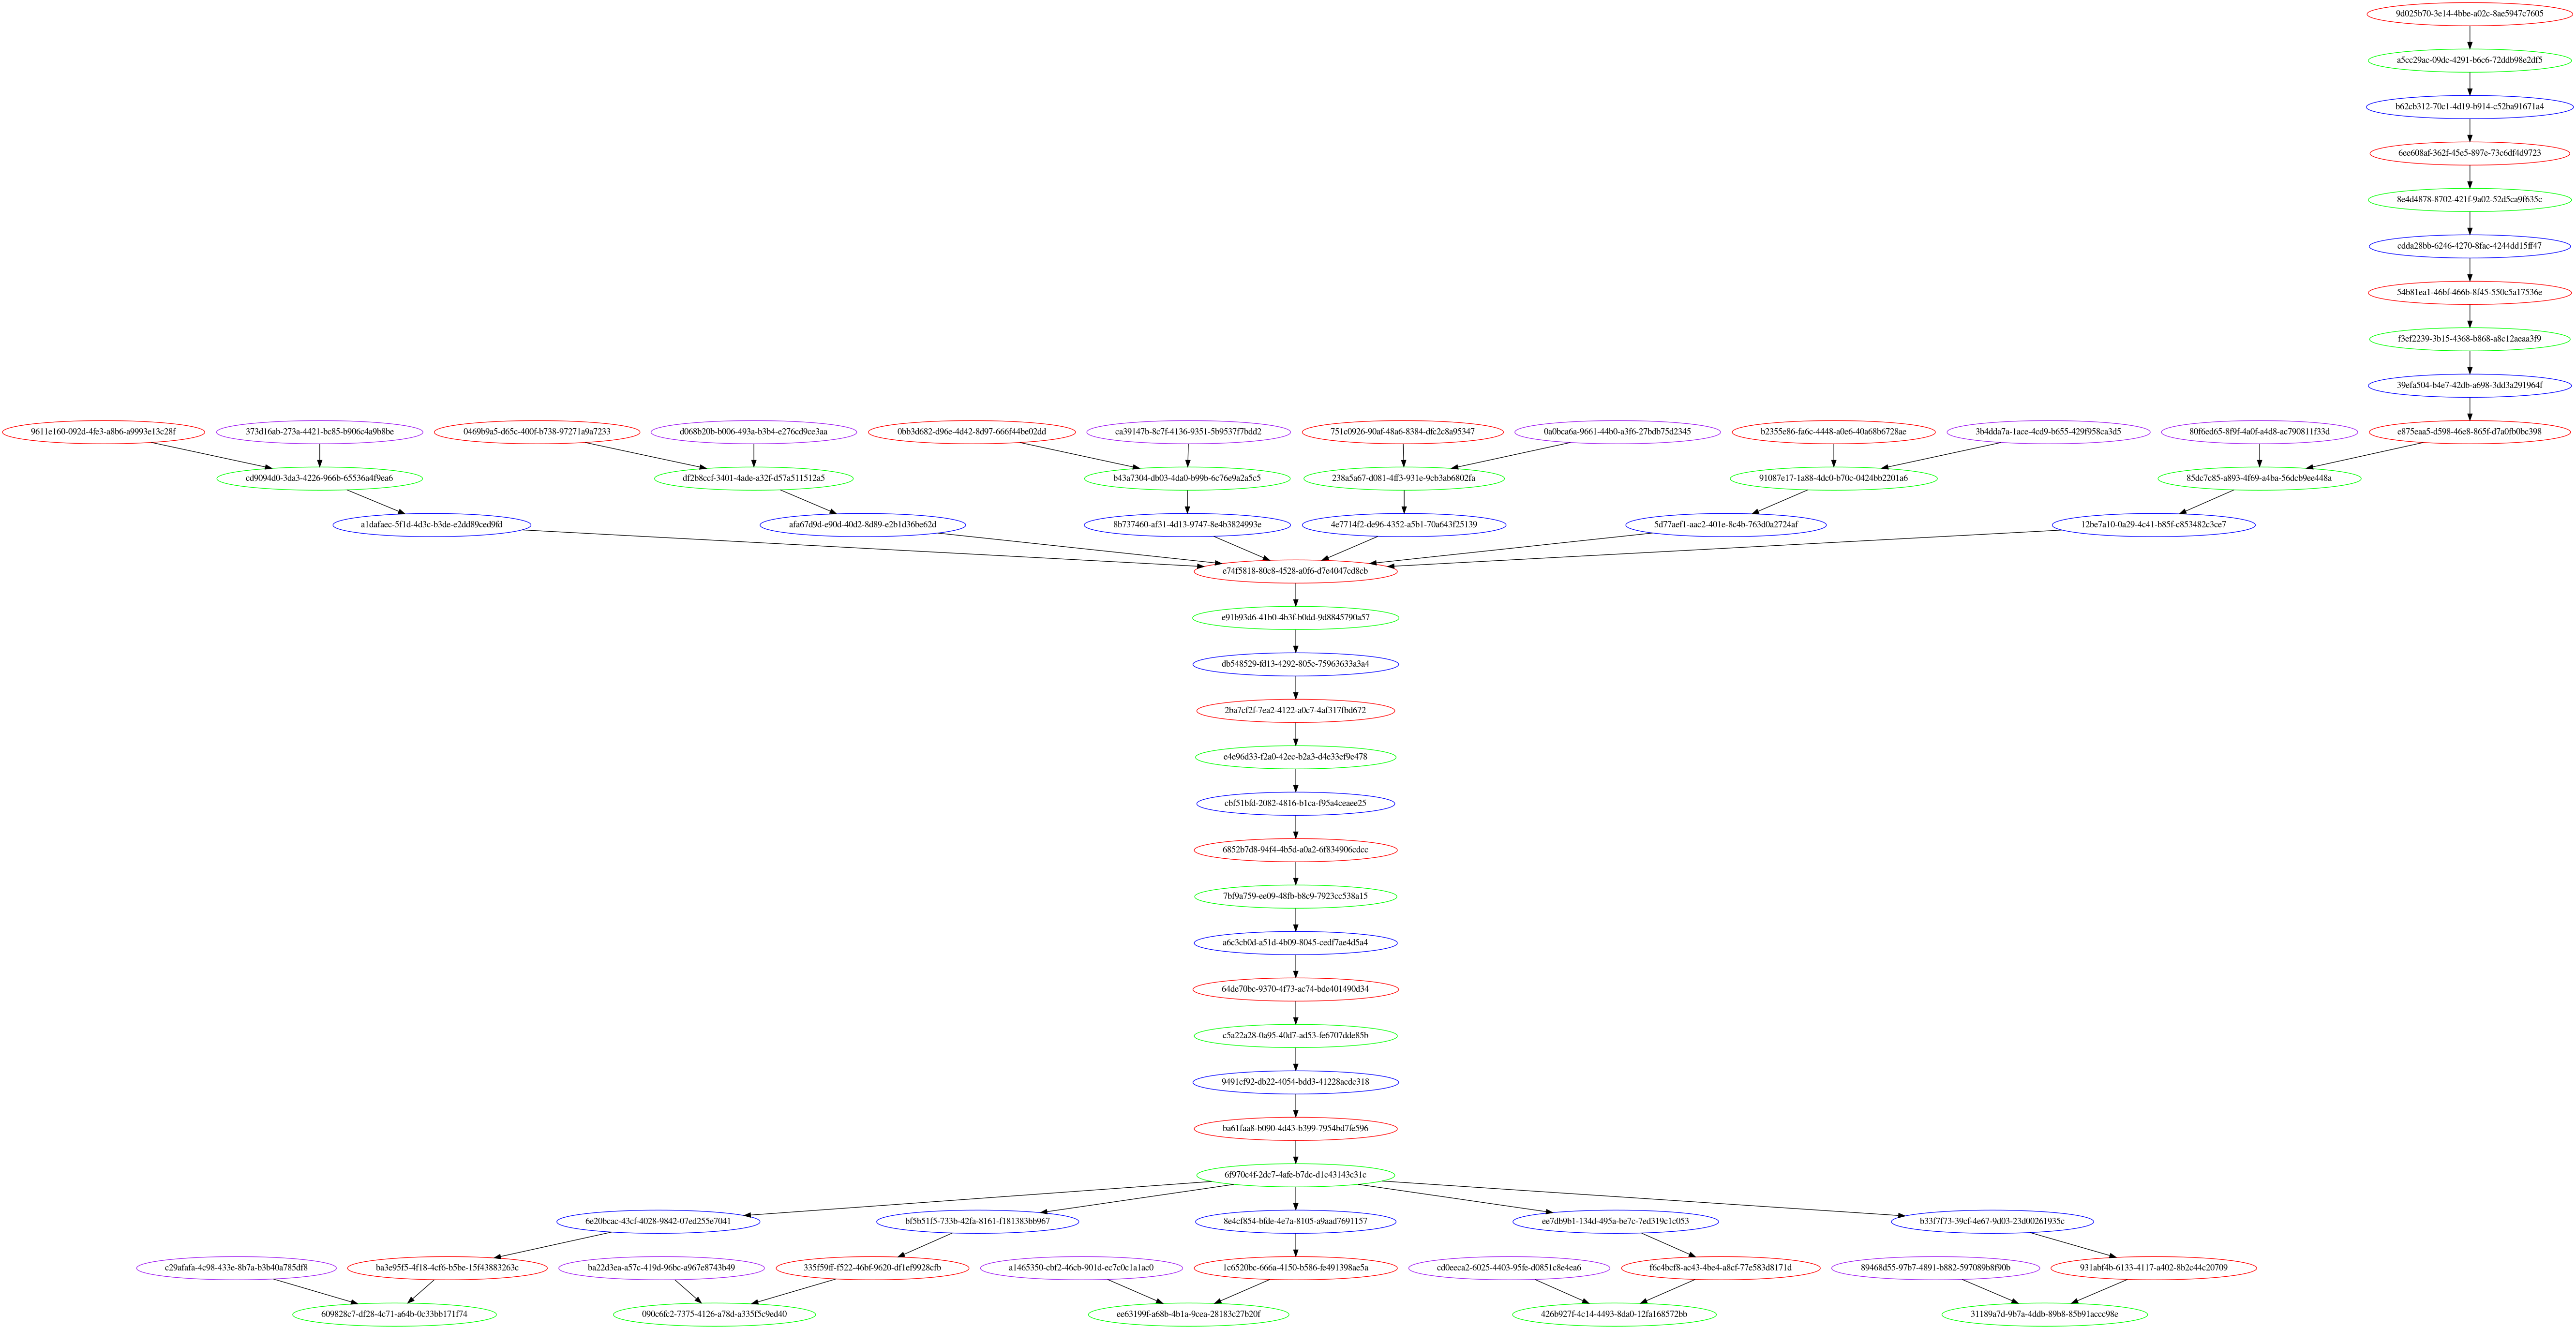 9d025b70-3e14-4bbe-a02c-8ae5947c7605
a5cc29ac-09dc-4291-b6c6-72ddb98e2df5
b62cb312-70c1-4d19-b914-c52ba91671a4
6ee608af-362f-45e5-897e-73c6df4d9723
8e4d4878-8702-421f-9a02-52d5ca9f635c
cdda28bb-6246-4270-8fac-4244dd15ff47
54b81ea1-46bf-466b-8f45-550c5a17536e
f3ef2239-3b15-4368-b868-a8c12aeaa3f9
39efa504-b4e7-42db-a698-3dd3a291964f
9611e160-092d-4fe3-a8b6-a9993e13c28f
373d16ab-273a-4421-bc85-b906c4a9b8be
0469b9a5-d65c-400f-b738-97271a9a7233
d068b20b-b006-493a-b3b4-e276cd9ce3aa
0bb3d682-d96e-4d42-8d97-666f44be02dd
ca39147b-8c7f-4136-9351-5b9537f7bdd2
751c0926-90af-48a6-8384-dfc2c8a95347
0a0bca6a-9661-44b0-a3f6-27bdb75d2345
b2355e86-fa6c-4448-a0e6-40a68b6728ae
3b4dda7a-1ace-4cd9-b655-429f958ca3d5
80f6ed65-8f9f-4a0f-a4d8-ac790811f33d
e875eaa5-d598-46e8-865f-d7a0fb0bc398
cd9094d0-3da3-4226-966b-65536a4f9ea6
df2b8ccf-3401-4ade-a32f-d57a511512a5
b43a7304-db03-4da0-b99b-6c76e9a2a5c5
238a5a67-d081-4ff3-931e-9cb3ab6802fa
91087e17-1a88-4dc0-b70c-0424bb2201a6
85dc7c85-a893-4f69-a4ba-56dcb9ee448a
a1dafaec-5f1d-4d3c-b3de-e2dd89ced9fd
afa67d9d-e90d-40d2-8d89-e2b1d36be62d
8b737460-af31-4d13-9747-8e4b3824993e
4e7714f2-de96-4352-a5b1-70a643f25139
5d77aef1-aac2-401e-8c4b-763d0a2724af
12be7a10-0a29-4c41-b85f-c853482c3ce7
e74f5818-80c8-4528-a0f6-d7e4047cd8cb
e91b93d6-41b0-4b3f-b0dd-9d8845790a57
db548529-fd13-4292-805e-75963633a3a4
2ba7cf2f-7ea2-4122-a0c7-4af317fbd672
e4e96d33-f2a0-42ec-b2a3-d4e33ef9e478
cbf51bfd-2082-4816-b1ca-f95a4ceaee25
6852b7d8-94f4-4b5d-a0a2-6f834906cdcc
7bf9a759-ee09-48fb-b8c9-7923cc538a15
a6c3cb0d-a51d-4b09-8045-cedf7ae4d5a4
64de70bc-9370-4f73-ac74-bde401490d34
c5a22a28-0a95-40d7-ad53-fe6707dde85b
9491cf92-db22-4054-bdd3-41228acdc318
ba61faa8-b090-4d43-b399-7954bd7fe596
6f970c4f-2dc7-4afe-b7dc-d1c43143c31c
6e20bcac-43cf-4028-9842-07ed255e7041
bf5b51f5-733b-42fa-8161-f181383bb967
8e4cf854-bfde-4e7a-8105-a9aad7691157
ee7db9b1-134d-495a-be7c-7ed319c1c053
b33f7f73-39cf-4e67-9d03-23d00261935c
c29afafa-4c98-433e-8b7a-b3b40a785df8
ba3e95f5-4f18-4cf6-b5be-15f43883263c
ba22d3ea-a57c-419d-96bc-a967e8743b49
335f59ff-f522-46bf-9620-df1ef9928cfb
a1465350-cbf2-46cb-901d-ec7c0c1a1ac0
1c6520bc-666a-4150-b586-fe491398ae5a
cd0eeca2-6025-4403-95fe-d0851c8e4ea6
f6c4bcf8-ac43-4be4-a8cf-77e583d8171d
89468d55-97b7-4891-b882-597089b8f90b
931abf4b-6133-4117-a402-8b2c44c20709
609828c7-df28-4c71-a64b-0c33bb171f74
090c6fc2-7375-4126-a78d-a335f5c9ed40
ee63199f-a68b-4b1a-9cea-28183c27b20f
426b927f-4c14-4493-8da0-12fa168572bb
31189a7d-9b7a-4ddb-89b8-85b91accc98e